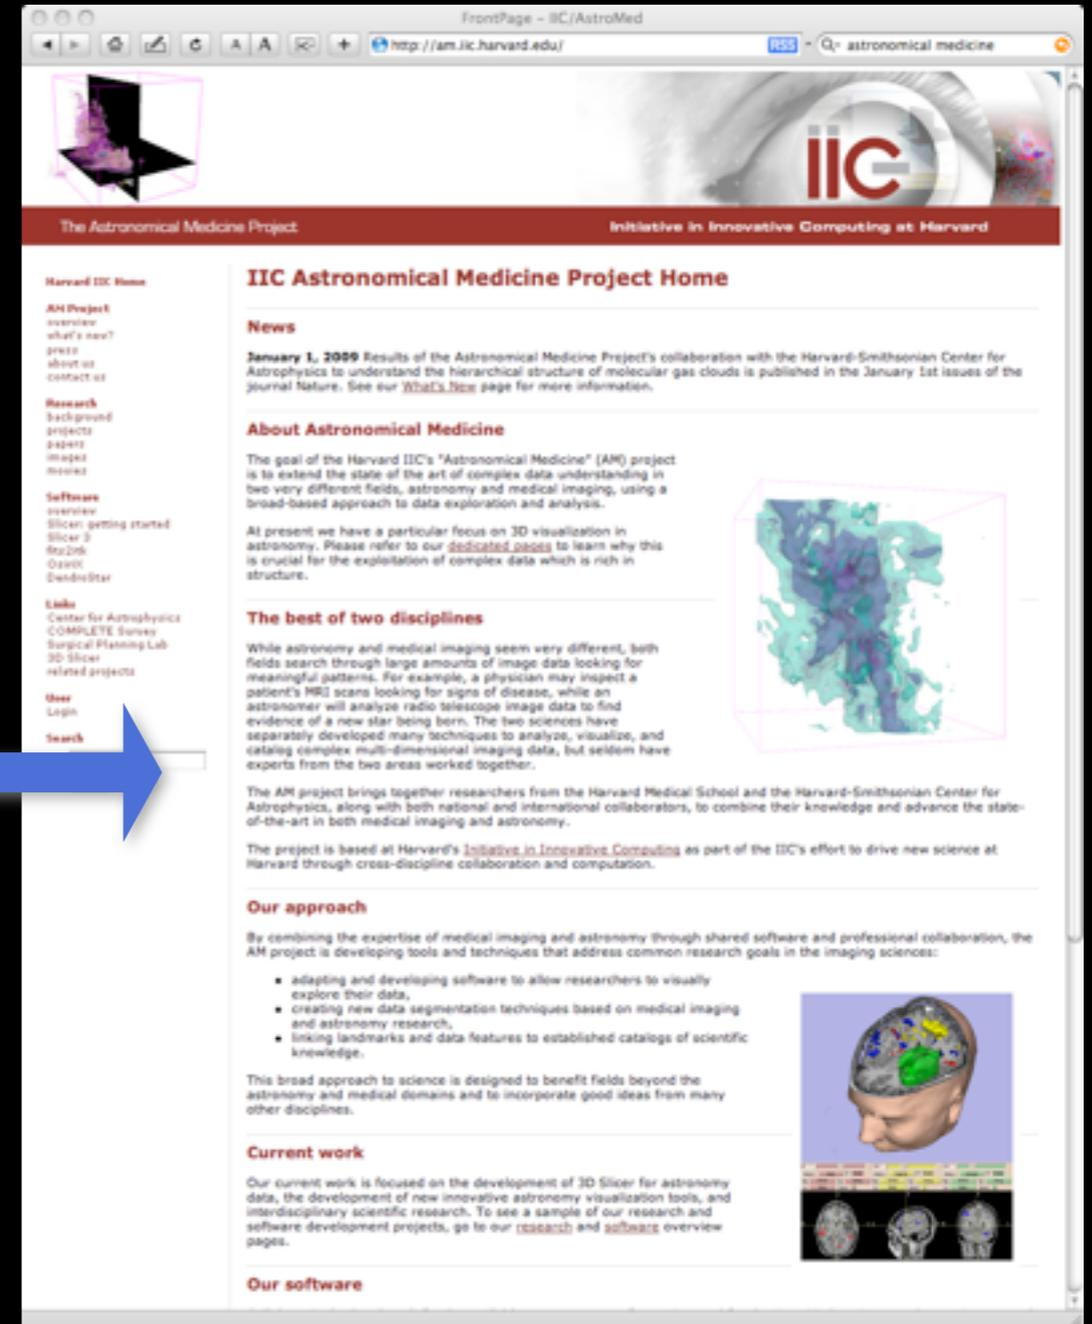 FrontPage – IIC/AstroMed
A A + http://am.iic.harvard.edu/ RSS astronomical medicine
iic
The Astronomical Medicine Project
Initiative in Innovative Computing at Harvard
Harvard IIC Home
AM Project
overview
what's new?
press
about us
contact us
Research
background
projects
papers
images
movies
Software
overview
Slicer: getting started
Slicer 3
fits2itk
OsiriX
DendroStar
Links
Center for Astrophysics
COMPLETE Survey
Surgical Planning Lab
3D Slicer
related projects
User
Login
Search
IIC Astronomical Medicine Project Home
News
January 1, 2009 Results of the Astronomical Medicine Project's collaboration with the Harvard-Smithsonian Center for
Astrophysics to understand the hierarchical structure of molecular gas clouds is published in the January 1st issues of the
journal Nature. See our What's New page for more information.
About Astronomical Medicine
The goal of the Harvard IIC's "Astronomical Medicine" (AM) project
is to extend the state of the art of complex data understanding in
two very different fields, astronomy and medical imaging, using a
broad-based approach to data exploration and analysis.
At present we have a particular focus on 3D visualization in
astronomy. Please refer to our dedicated pages to learn why this
is crucial for the exploitation of complex data which is rich in
structure.
The best of two disciplines
While astronomy and medical imaging seem very different, both
fields search through large amounts of image data looking for
meaningful patterns. For example, a physician may inspect a
patient's MRI scans looking for signs of disease, while an
astronomer will analyze radio telescope image data to find
evidence of a new star being born. The two sciences have
separately developed many techniques to analyze, visualize, and
catalog complex multi-dimensional imaging data, but seldom have
experts from the two areas worked together.
The AM project brings together researchers from the Harvard Medical School and the Harvard-Smithsonian Center for
Astrophysics, along with both national and international collaborators, to combine their knowledge and advance the state-
of-the-art in both medical imaging and astronomy.
The project is based at Harvard's Initiative in Innovative Computing as part of the IIC's effort to drive new science at
Harvard through cross-discipline collaboration and computation.
Our approach
By combining the expertise of medical imaging and astronomy through shared software and professional collaboration, the
AM project is developing tools and techniques that address common research goals in the imaging sciences:
▪ adapting and developing software to allow researchers to visually
explore their data,
▪ creating new data segmentation techniques based on medical imaging
and astronomy research,
▪ linking landmarks and data features to established catalogs of scientific
knowledge.
This broad approach to science is designed to benefit fields beyond the
astronomy and medical domains and to incorporate good ideas from many
other disciplines.
Current work
Our current work is focused on the development of 3D Slicer for astronomy
data, the development of new innovative astronomy visualization tools, and
interdisciplinary scientific research. To see a sample of our research and
software development projects, go to our research and software overview
pages.
Our software